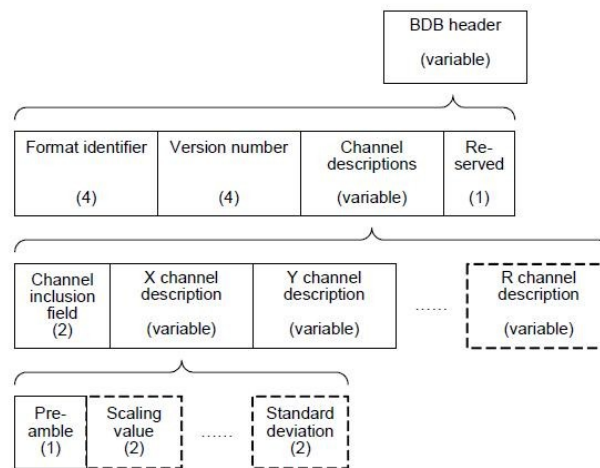 BDB header
(variable)
Format identifier
(4)
Version number
(4)
Channel
descriptions
(variable)
Re-
served
(1)
Channel
inclusion
field
(2)
X channel
description
(variable)
Y channel
description
(variable)
......
R channel
description
(variable)
Pre-
amble
(1)
Scaling
value
(2)
......
Standard
deviation
(2)